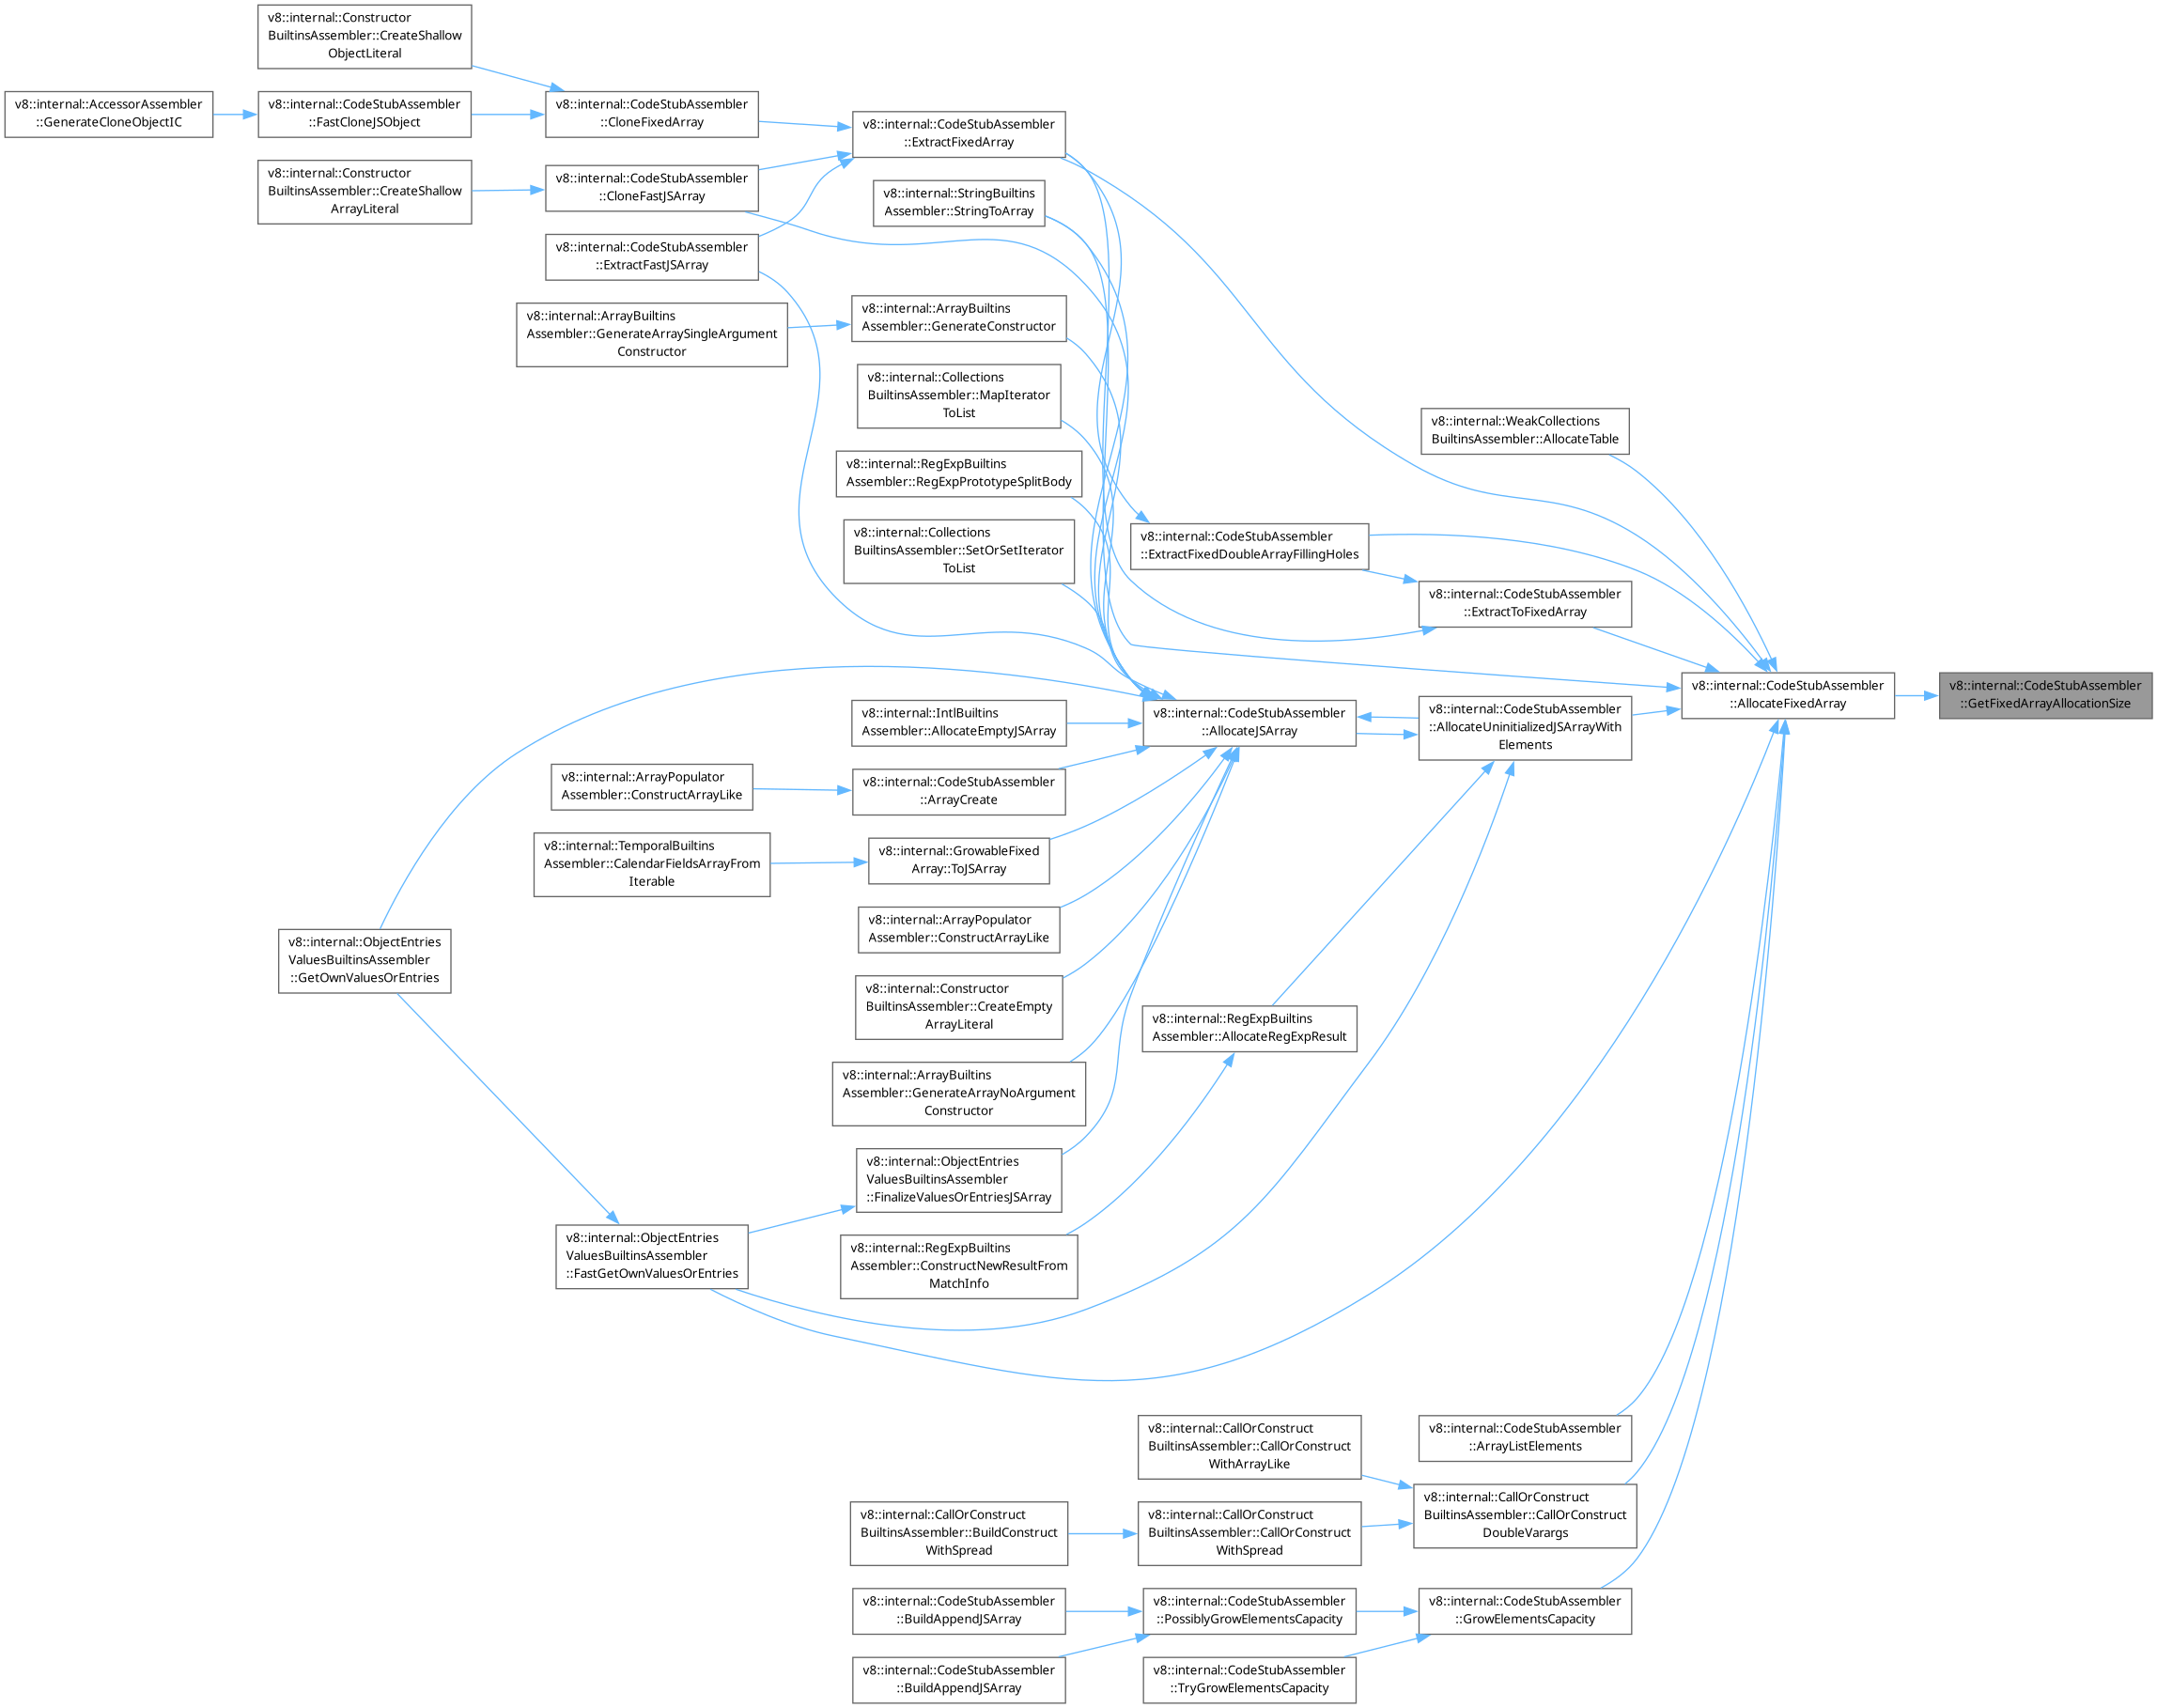 v8::internal::Constructor
BuiltinsAssembler::CreateShallow
ObjectLiteral
v8::internal::AccessorAssembler
::GenerateCloneObjectIC
v8::internal::CodeStubAssembler
::FastCloneJSObject
v8::internal::CodeStubAssembler
::CloneFixedArray
v8::internal::CodeStubAssembler
::ExtractFixedArray
v8::internal::Constructor
BuiltinsAssembler::CreateShallow
ArrayLiteral
v8::internal::CodeStubAssembler
::CloneFastJSArray
v8::internal::StringBuiltins
Assembler::StringToArray
v8::internal::CodeStubAssembler
::ExtractFastJSArray
v8::internal::ArrayBuiltins
Assembler::GenerateArraySingleArgument
Constructor
v8::internal::ArrayBuiltins
Assembler::GenerateConstructor
v8::internal::Collections
BuiltinsAssembler::MapIterator
ToList
v8::internal::WeakCollections
BuiltinsAssembler::AllocateTable
v8::internal::RegExpBuiltins
Assembler::RegExpPrototypeSplitBody
v8::internal::Collections
BuiltinsAssembler::SetOrSetIterator
ToList
v8::internal::CodeStubAssembler
::ExtractFixedDoubleArrayFillingHoles
v8::internal::CodeStubAssembler
::ExtractToFixedArray
v8::internal::CodeStubAssembler
::AllocateFixedArray
v8::internal::CodeStubAssembler
::GetFixedArrayAllocationSize
v8::internal::IntlBuiltins
Assembler::AllocateEmptyJSArray
v8::internal::CodeStubAssembler
::AllocateJSArray
v8::internal::CodeStubAssembler
::AllocateUninitializedJSArrayWith
Elements
v8::internal::ArrayPopulator
Assembler::ConstructArrayLike
v8::internal::CodeStubAssembler
::ArrayCreate
v8::internal::TemporalBuiltins
Assembler::CalendarFieldsArrayFrom
Iterable
v8::internal::GrowableFixed
Array::ToJSArray
v8::internal::ArrayPopulator
Assembler::ConstructArrayLike
v8::internal::ObjectEntries
ValuesBuiltinsAssembler
::GetOwnValuesOrEntries
v8::internal::Constructor
BuiltinsAssembler::CreateEmpty
ArrayLiteral
v8::internal::RegExpBuiltins
Assembler::AllocateRegExpResult
v8::internal::ArrayBuiltins
Assembler::GenerateArrayNoArgument
Constructor
v8::internal::ObjectEntries
ValuesBuiltinsAssembler
::FinalizeValuesOrEntriesJSArray
v8::internal::ObjectEntries
ValuesBuiltinsAssembler
::FastGetOwnValuesOrEntries
v8::internal::RegExpBuiltins
Assembler::ConstructNewResultFrom
MatchInfo
v8::internal::CallOrConstruct
BuiltinsAssembler::CallOrConstruct
WithArrayLike
v8::internal::CodeStubAssembler
::ArrayListElements
v8::internal::CallOrConstruct
BuiltinsAssembler::BuildConstruct
WithSpread
v8::internal::CallOrConstruct
BuiltinsAssembler::CallOrConstruct
WithSpread
v8::internal::CallOrConstruct
BuiltinsAssembler::CallOrConstruct
DoubleVarargs
v8::internal::CodeStubAssembler
::BuildAppendJSArray
v8::internal::CodeStubAssembler
::PossiblyGrowElementsCapacity
v8::internal::CodeStubAssembler
::GrowElementsCapacity
v8::internal::CodeStubAssembler
::BuildAppendJSArray
v8::internal::CodeStubAssembler
::TryGrowElementsCapacity